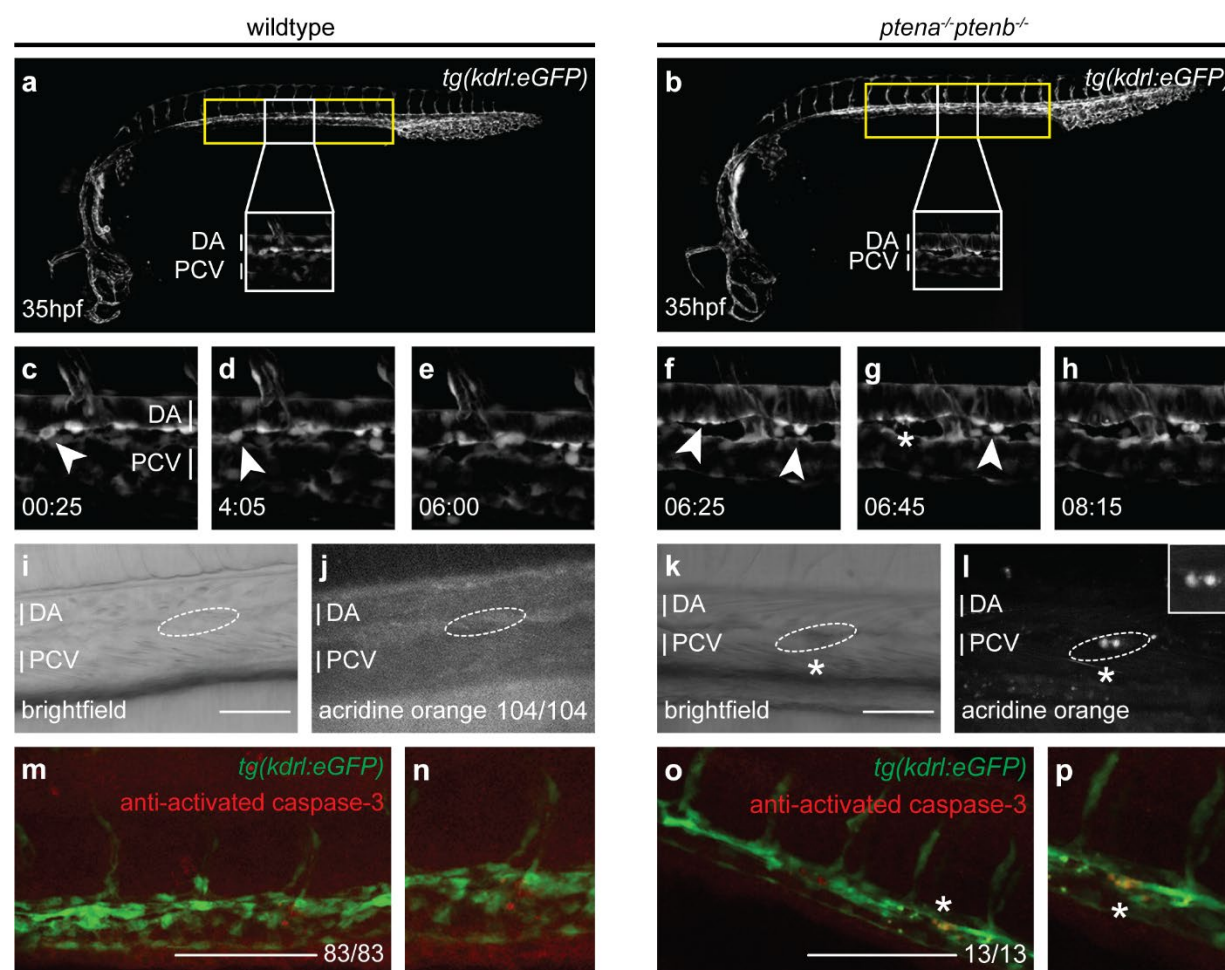 wildtype
ptena-/-ptenb-/-
a
tg(kdrl:eGFP)
DA
PCV
35hpf
b
tg(kdrl:eGFP)
DA
PCV
35hpf
c
DA
PCV
00:25
d
4:05
e
06:00
f
06:25
g
*
06:45
h
08:15
i
DA
PCV
brightfield
j
acridine orange 104/104
k
DA
PCV
*
brightfield
l
DA
PCV
*
acridine orange
m
tg(kdrl:eGFP)
anti-activated caspase-3
83/83
n
o
tg(kdrl:eGFP)
anti-activated caspase-3
*
13/13
p
*